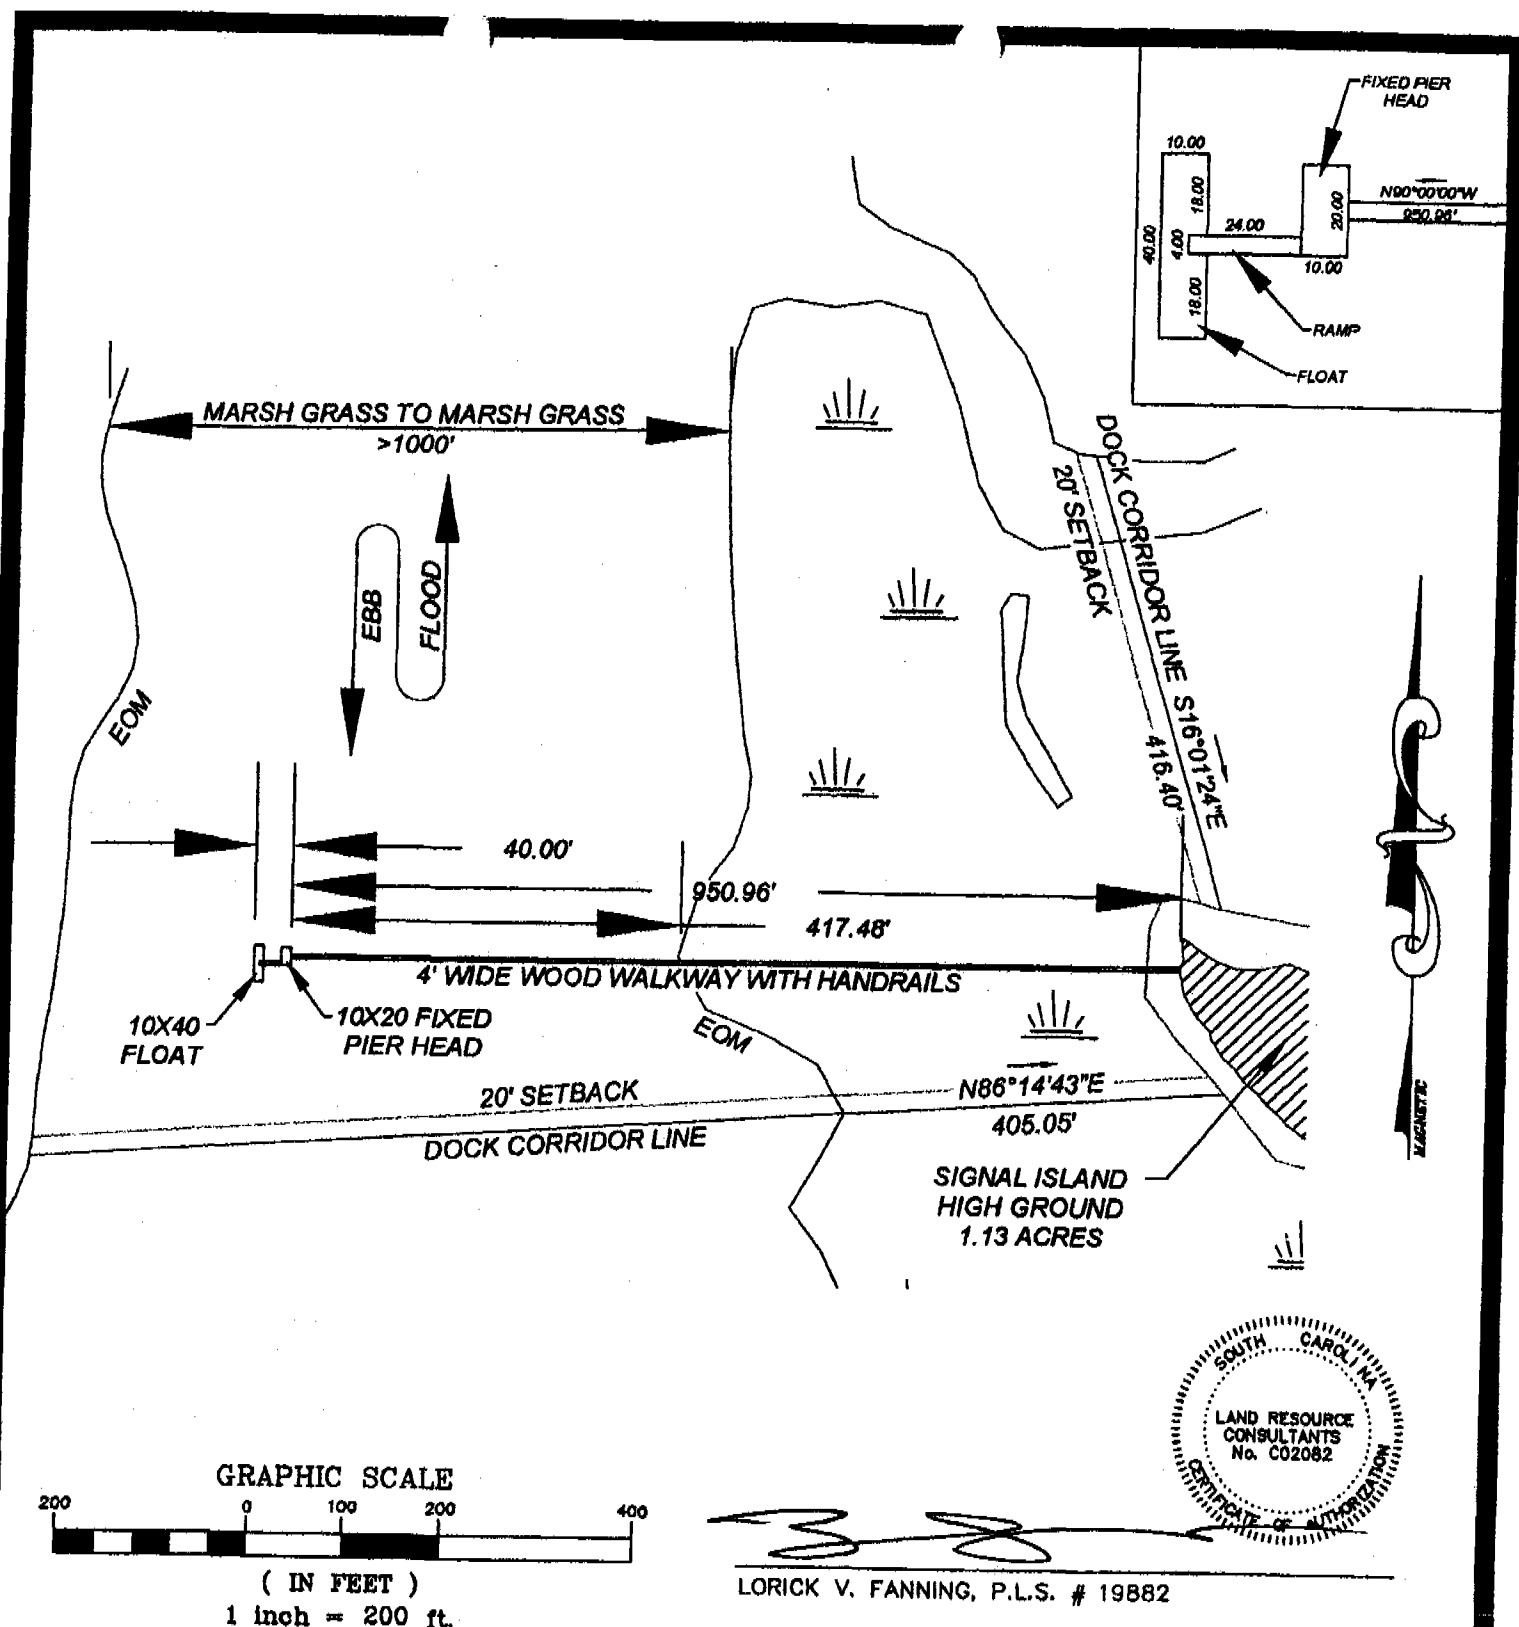 FIXED PIER
HEAD
10.00
18.00
40.00
4.00
24.00
20.00
N90°00'00"W
950.96'
10.00
18.00
RAMP
FLOAT
MARSH GRASS TO MARSH GRASS
>1000'
EBB
FLOOD
EOM
DOCK CORRIDOR LINE S16°01'24"E
20' SETBACK
416.40'
40.00'
950.96'
417.48'
4' WIDE WOOD WALKWAY WITH HANDRAILS
10X40
FLOAT
10X20 FIXED
PIER HEAD
EOM
20' SETBACK
N86°14'43"E
DOCK CORRIDOR LINE
405.05'
SIGNAL ISLAND
HIGH GROUND
1.13 ACRES
MAGNETIC
SOUTH CAROLINA
LAND RESOURCE
CONSULTANTS
No. C02082
CERTIFICATE OF AUTHORIZATION
GRAPHIC SCALE
200 0 100 200 400
( IN FEET )
1 inch = 200 ft.
LORICK V. FANNING, P.L.S. # 19882